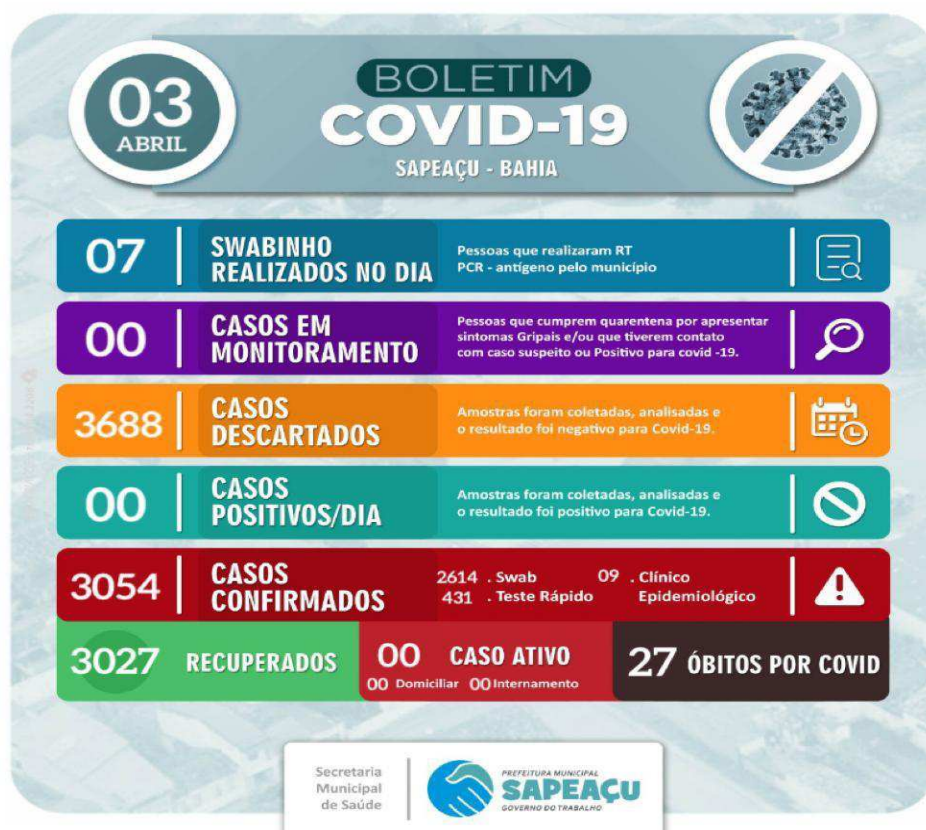 03
ABRIL
BOLETIM
COVID-19
SAPEAÇU - BAHIA
07
SWABINHO
REALIZADOS NO DIA
Pessoas que realizaram RT
PCR - antígeno pelo município
00
CASOS EM
MONITORAMENTO
Pessoas que cumprem quarentena por apresentar
sintomas Gripais e/ou que tiverem contato
com caso suspeito ou Positivo para covid -19.
3688
CASOS
DESCARTADOS
Amostras foram coletadas, analisadas e
o resultado foi negativo para Covid-19.
00
CASOS
POSITIVOS/DIA
Amostras foram coletadas, analisadas e
o resultado foi positivo para Covid-19.
3054
CASOS
CONFIRMADOS
2614 . Swab
431 . Teste Rápido
09 . Clínico
Epidemiológico
3027 RECUPERADOS
00 CASO ATIVO
00 Domiciliar 00 Internamento
27 ÓBITOS POR COVID
Secretaria
Municipal
de Saúde
PREFEITURA MUNICIPAL
SAPEAÇU
GOVERNO DO TRABALHO